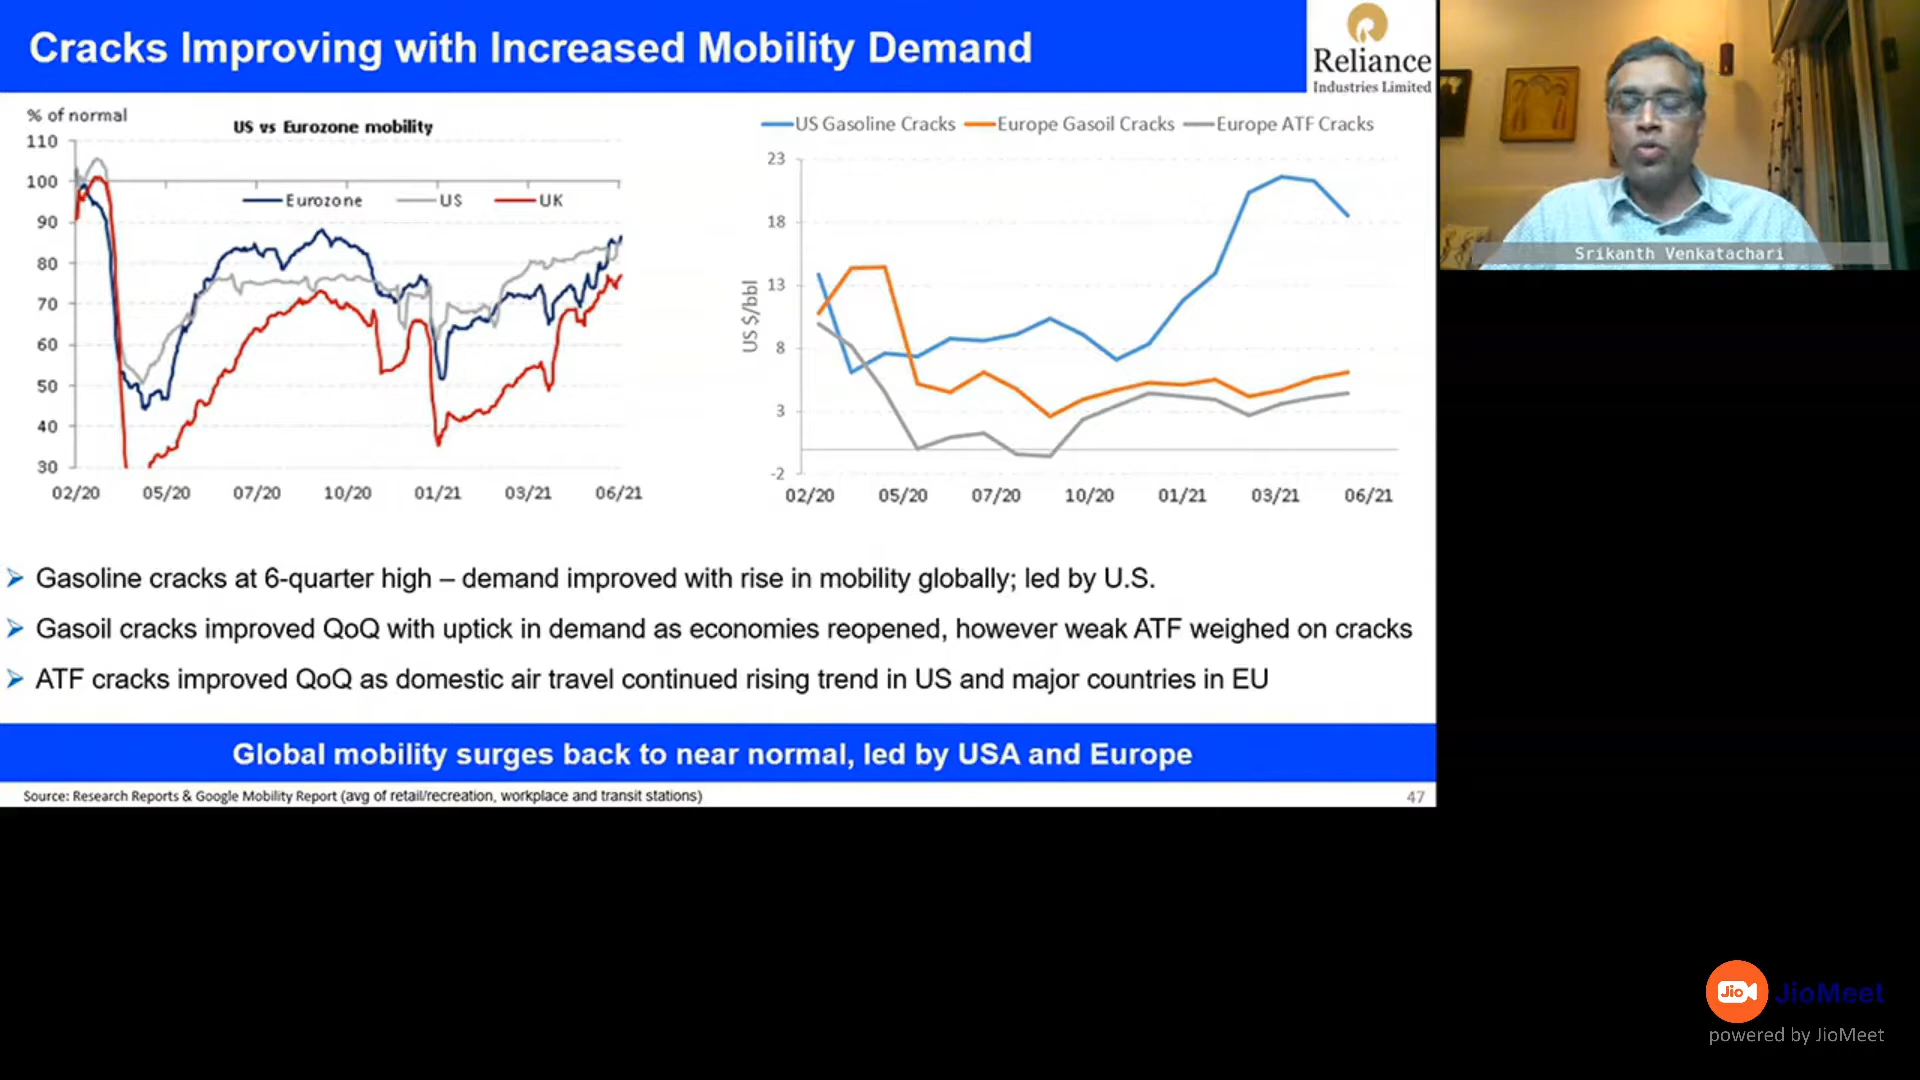 Cracks Improving with Increased Mobility Demand
Reliance
Industries Limited
% of normal
US vs Eurozone mobility
110
100
90
80
70
60
50
40
30
Eurozone
US
UK
02/20
05/20
07/20
10/20
01/21
03/21
06/21
US Gasoline Cracks
Europe Gasoil Cracks
Europe ATF Cracks
US $/bbl
23
18
13
8
3
-2
02/20
05/20
07/20
10/20
01/21
03/21
06/21
Srikanth Venkatachari
Gasoline cracks at 6-quarter high – demand improved with rise in mobility globally; led by U.S.
Gasoil cracks improved QoQ with uptick in demand as economies reopened, however weak ATF weighed on cracks
ATF cracks improved QoQ as domestic air travel continued rising trend in US and major countries in EU
Global mobility surges back to near normal, led by USA and Europe
Source: Research Reports & Google Mobility Report (avg of retail/recreation, workplace and transit stations)
47
Jio
JioMeet
powered by JioMeet